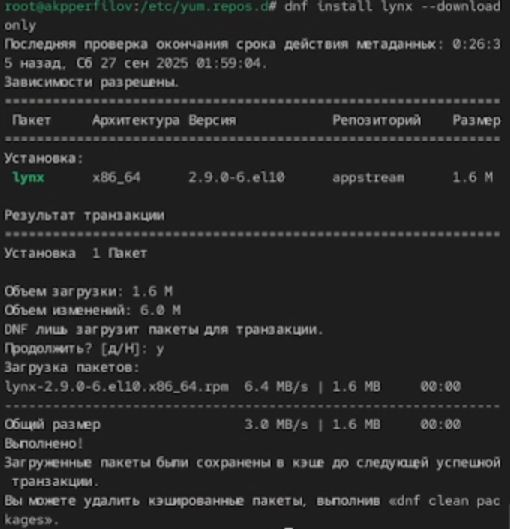 root@akpperfilov:/etc/yum.repos.d# dnf install lynx --download
only
Последняя проверка окончания срока действия метаданных: 0:26:3
5 назад, Сб 27 сен 2025 01:59:04.
Зависимости разрешены.
================================================================
Пакет Архитектура Версия Репозиторий Размер
================================================================
Установка:
lynx x86_64 2.9.0-6.el10 appstream 1.6 M
Результат транзакции
================================================================
Установка 1 Пакет
Объем загрузки: 1.6 M
Объем изменений: 6.0 M
DNF лишь загрузит пакеты для транзакции.
Продолжить? [д/Н]: y
Загрузка пакетов:
lynx-2.9.0-6.el10.x86_64.rpm 6.4 MB/s | 1.6 MB 00:00
----------------------------------------------------------------
Общий размер 3.0 MB/s | 1.6 MB 00:00
Выполнено!
Загруженные пакеты были сохранены в кэше до следующей успешной
транзакции.
Вы можете удалить кэшированные пакеты, выполнив «dnf clean pac
kages».